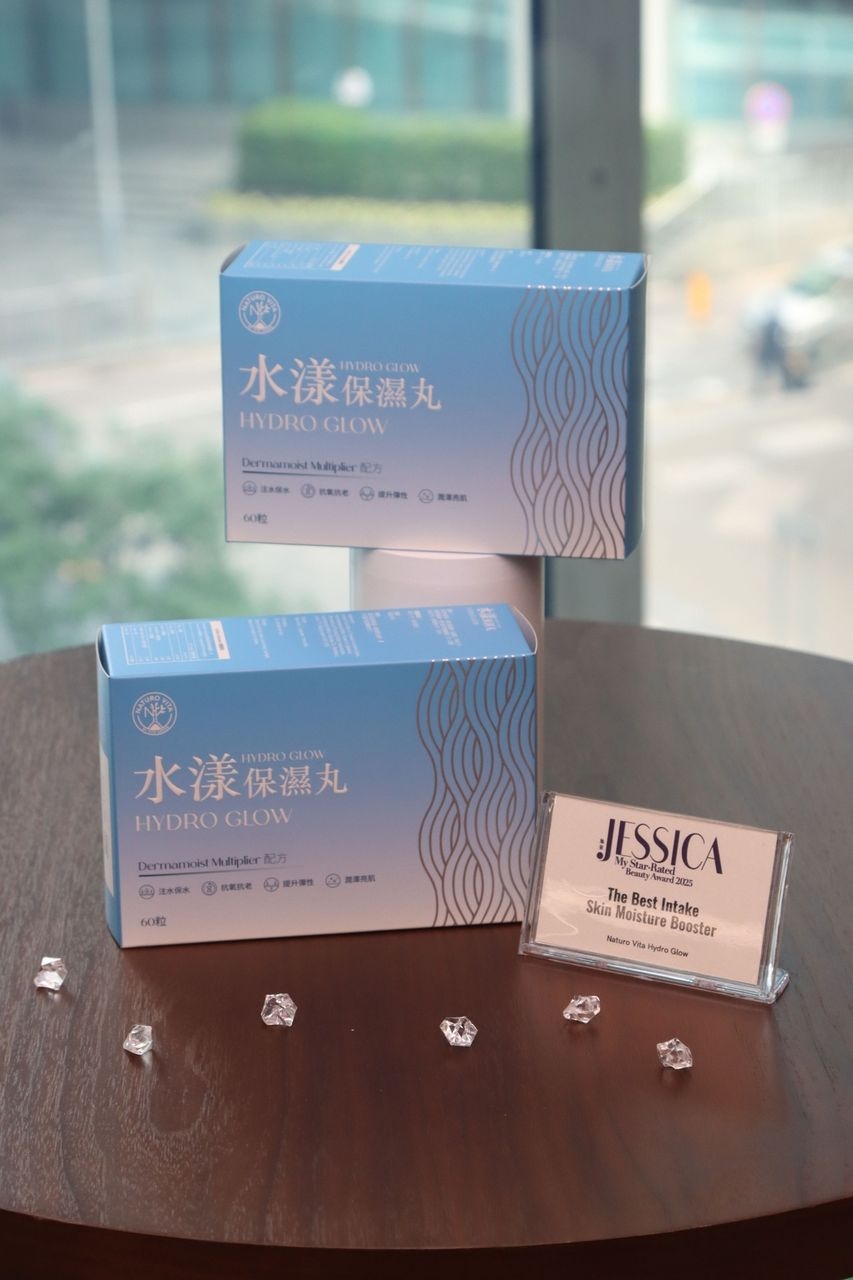 NATURO VITA
水漾 HYDRO GLOW
保濕丸
HYDRO GLOW
Dermamoist Multiplier 配方
注水保水 抗氧抗老 提升彈性 潤澤亮肌
60粒
NATURO VITA
水漾 HYDRO GLOW
保濕丸
HYDRO GLOW
Dermamoist Multiplier 配方
注水保水 抗氧抗老 提升彈性 潤澤亮肌
60粒
JESSICA
My Star-Rated
Beauty Award 2025
The Best Intake
Skin Moisture Booster
Naturo Vita Hydro Glow